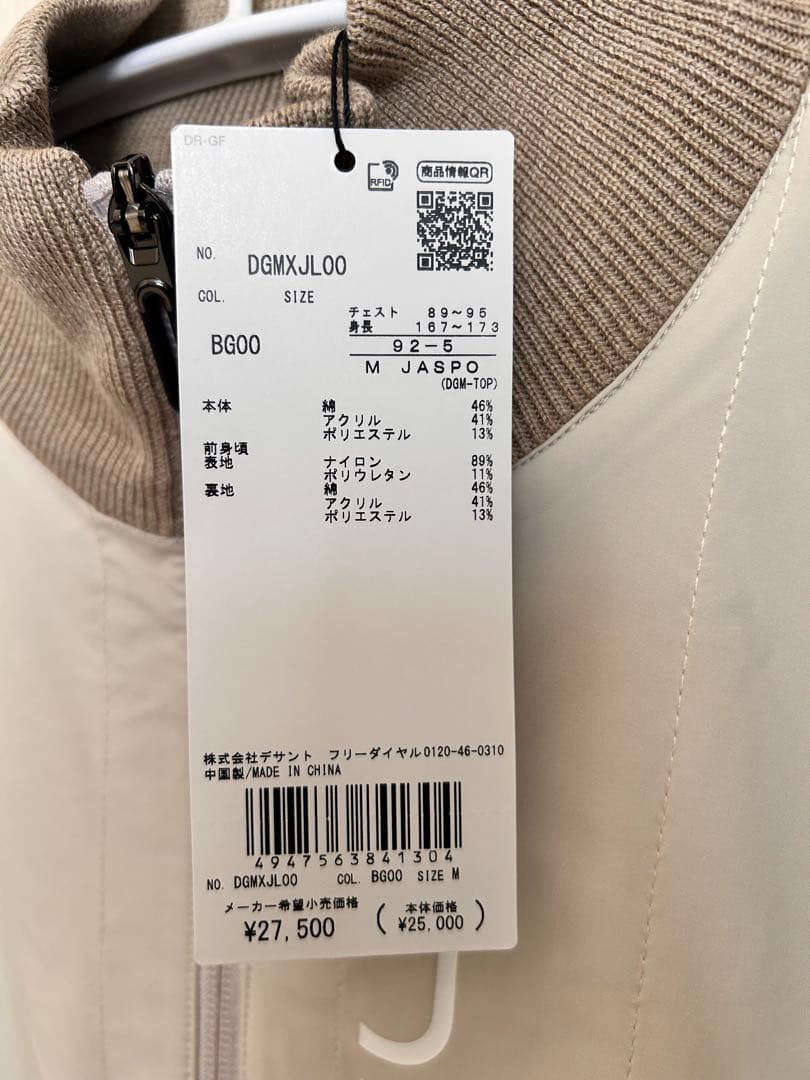 DR-GF
RFID
商品情報QR
NO. DGMXJL00
COL. SIZE
チェスト 89～95
身長 167～173
BG00
92-5
M JASPO
(DGM-TOP)
本体 綿 46%
アクリル 41%
ポリエステル 13%
前身頃
表地 ナイロン 89%
ポリウレタン 11%
裏地 綿 46%
アクリル 41%
ポリエステル 13%
株式会社デサント フリーダイヤル0120-46-0310
中国製/MADE IN CHINA
4947563841304
NO. DGMXJL00 COL. BG00 SIZE M
メーカー希望小売価格 (本体価格
¥27,500 ¥25,000)
J